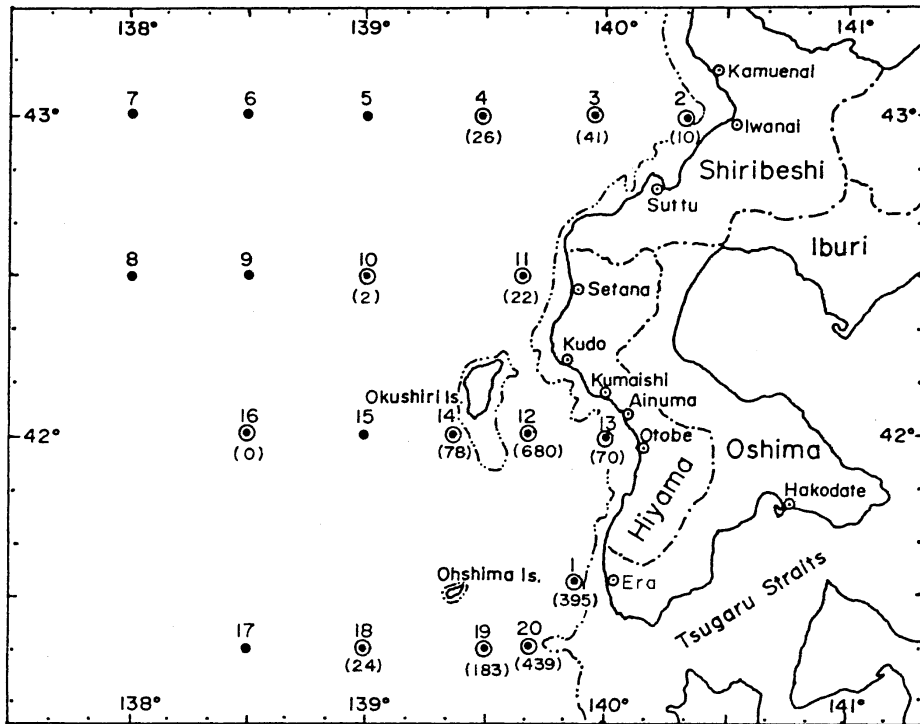 138° 139° 140° 141°
Kamuenai
7 6 5 4 3 2
43° 43°
(26) (41) (10) Iwanai
Shiribeshi
Suttu
8 9 10 11 Iburi
(2) (22) Setana
Kudo
Kumaishi
Okushiri Is. Ainuma
16 15 14 12 13
42° Otobe Oshima 42°
(0) (78) (680) (70)
Hiyama Hakodate
Ohshima Is. 1 Era
(395) Tsugaru Straits
17 18 19 20
(24) (183) (439)
138° 139° 140° 141°